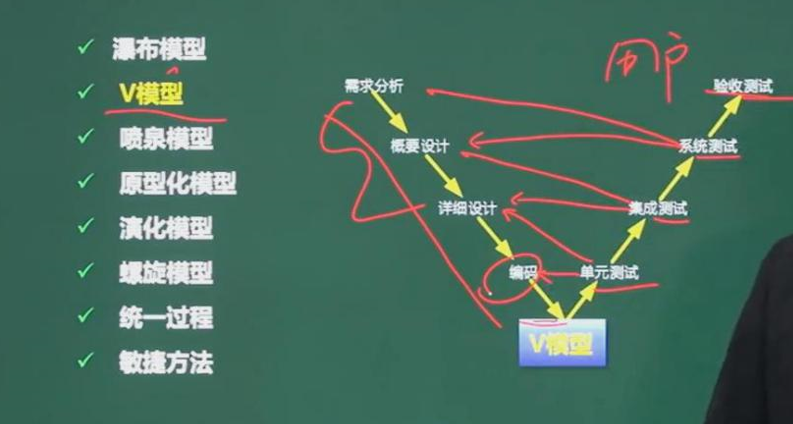 瀑布模型
V模型
喷泉模型
原型化模型
演化模型
螺旋模型
统一过程
敏捷方法
用户
需求分析
验收测试
概要设计
系统测试
详细设计
集成测试
编码
单元测试
V模型